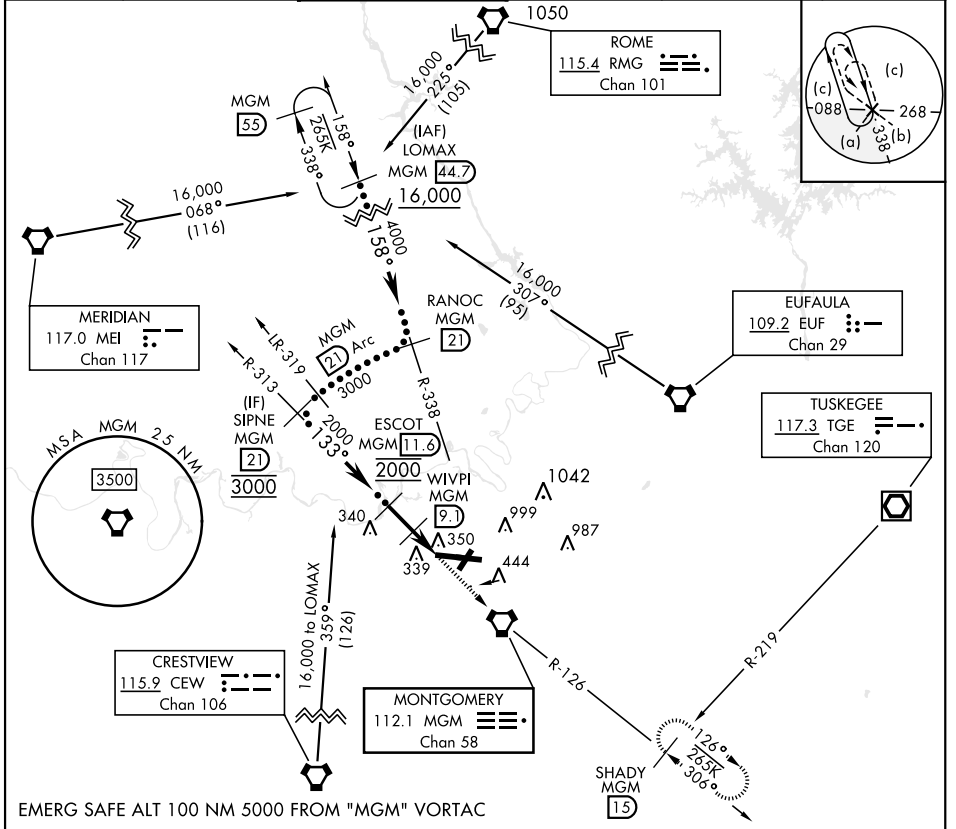 1050
ROME
115.4 RMG
Chan 101
16,000
225°
(105)
(c)
(c)
088
268
(a)
338
(b)
MGM
55
265K
158°
338°
(IAF)
LOMAX
MGM 44.7
16,000
4000
158°
16,000
068°
(116)
MERIDIAN
117.0 MEI
Chan 117
16,000
307°
(95)
EUFAULA
109.2 EUF
Chan 29
RANOC
MGM
21
MGM
21 Arc
3000
LR-319
R-313
R-338
(IF)
SIPNE
MGM
21
3000
2000
133°
ESCOT
MGM 11.6
2000
WIVPI
MGM
9.1
TUSKEGEE
117.3 TGE
Chan 120
MSA MGM 25 NM
3500
1042
999
987
340
350
339
444
16,000 to LOMAX
359°
(126)
CRESTVIEW
115.9 CEW
Chan 106
MONTGOMERY
112.1 MGM
Chan 58
R-126
R-219
126°
265K
306°
SHADY
MGM
15
EMERG SAFE ALT 100 NM 5000 FROM "MGM" VORTAC